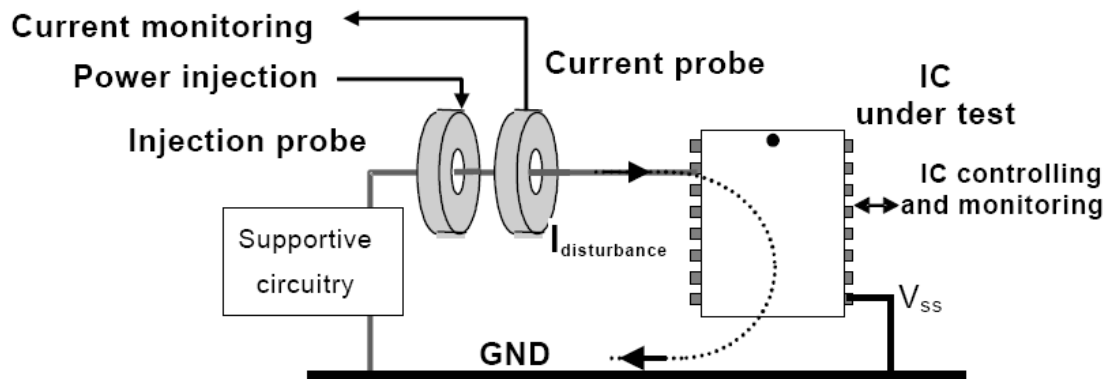 Current monitoring
Power injection
Injection probe
Current probe
IC
under test
IC controlling
and monitoring
Supportive
circuitry
I disturbance
Vss
GND